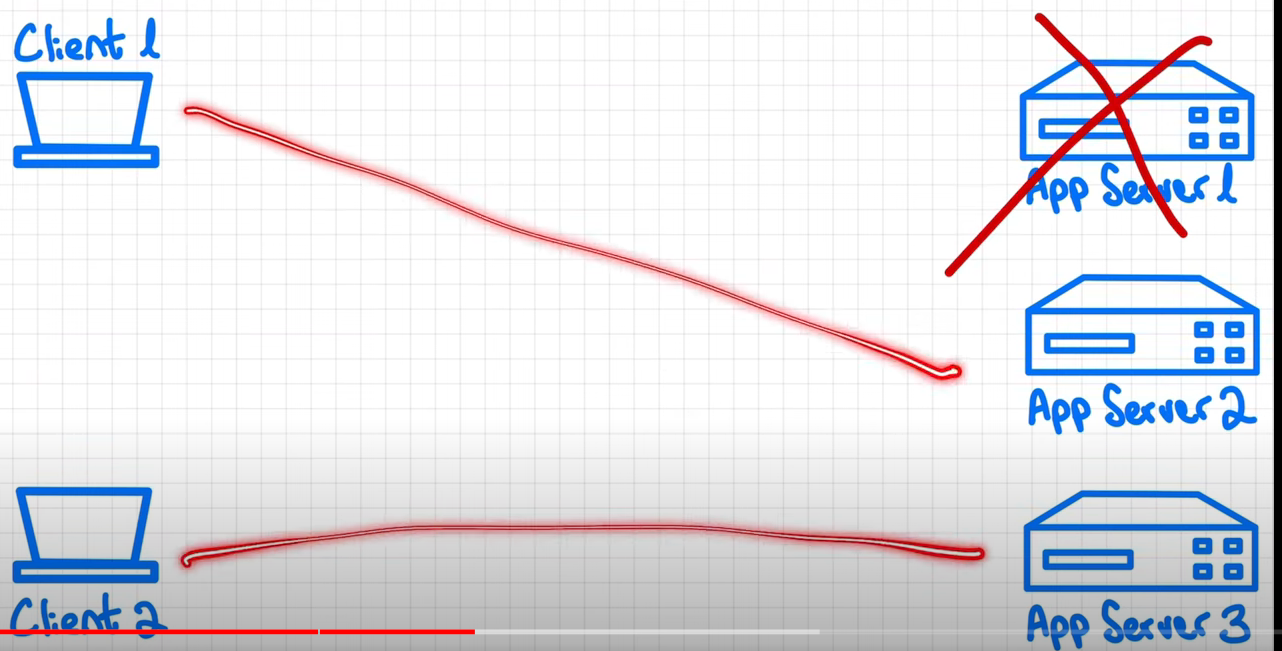 Client 1
App Server 1
App Server 2
Client 2
App Server 3